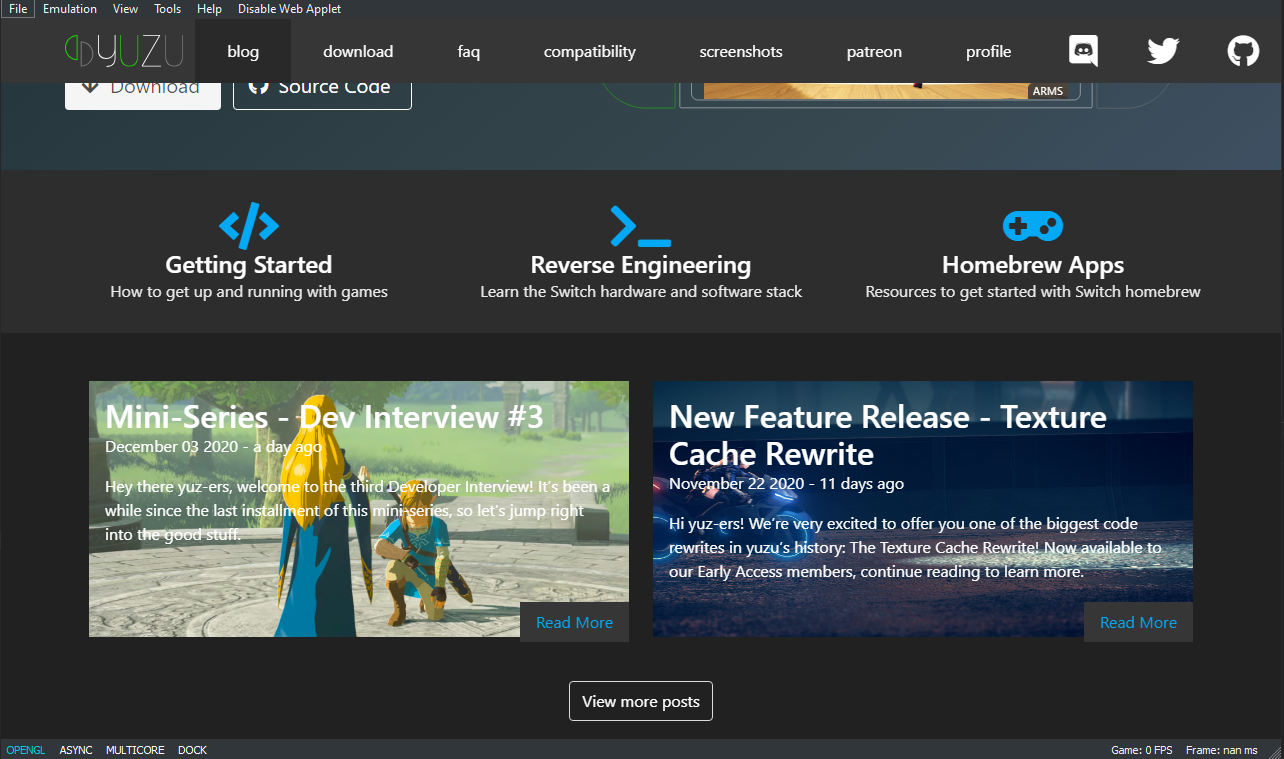 File Emulation View Tools Help Disable Web Applet
YUZU blog download faq compatibility screenshots patreon profile
Download Source Code
ARMS
Getting Started
How to get up and running with games
Reverse Engineering
Learn the Switch hardware and software stack
Homebrew Apps
Resources to get started with Switch homebrew
Mini-Series - Dev Interview #3
December 03 2020 - a day ago
Hey there yuz-ers, welcome to the third Developer Interview! It’s been a
while since the last installment of this mini-series, so let’s jump right
into the good stuff.
Read More
New Feature Release - Texture
Cache Rewrite
November 22 2020 - 11 days ago
Hi yuz-ers! We’re very excited to offer you one of the biggest code
rewrites in yuzu’s history: The Texture Cache Rewrite! Now available to
our Early Access members, continue reading to learn more.
Read More
View more posts
OPENGL ASYNC MULTICORE DOCK Game: 0 FPS Frame: nan ms